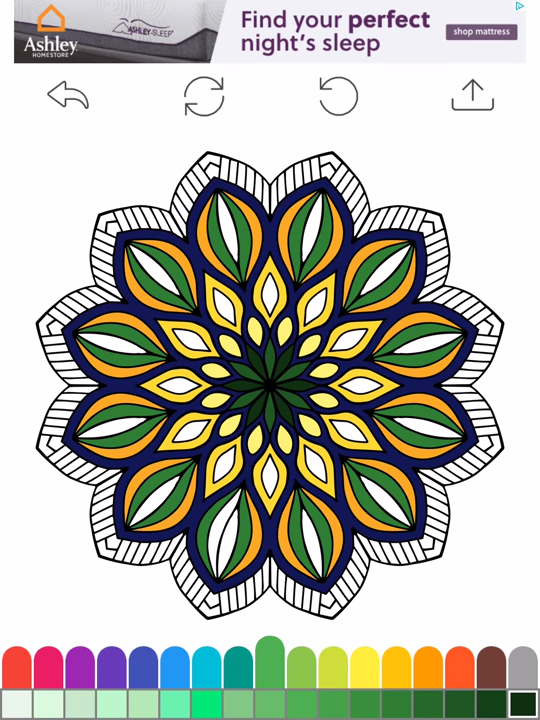 Ashley
HOMESTORE
ASHLEY-SLEEP®
Find your perfect
night's sleep
shop mattress